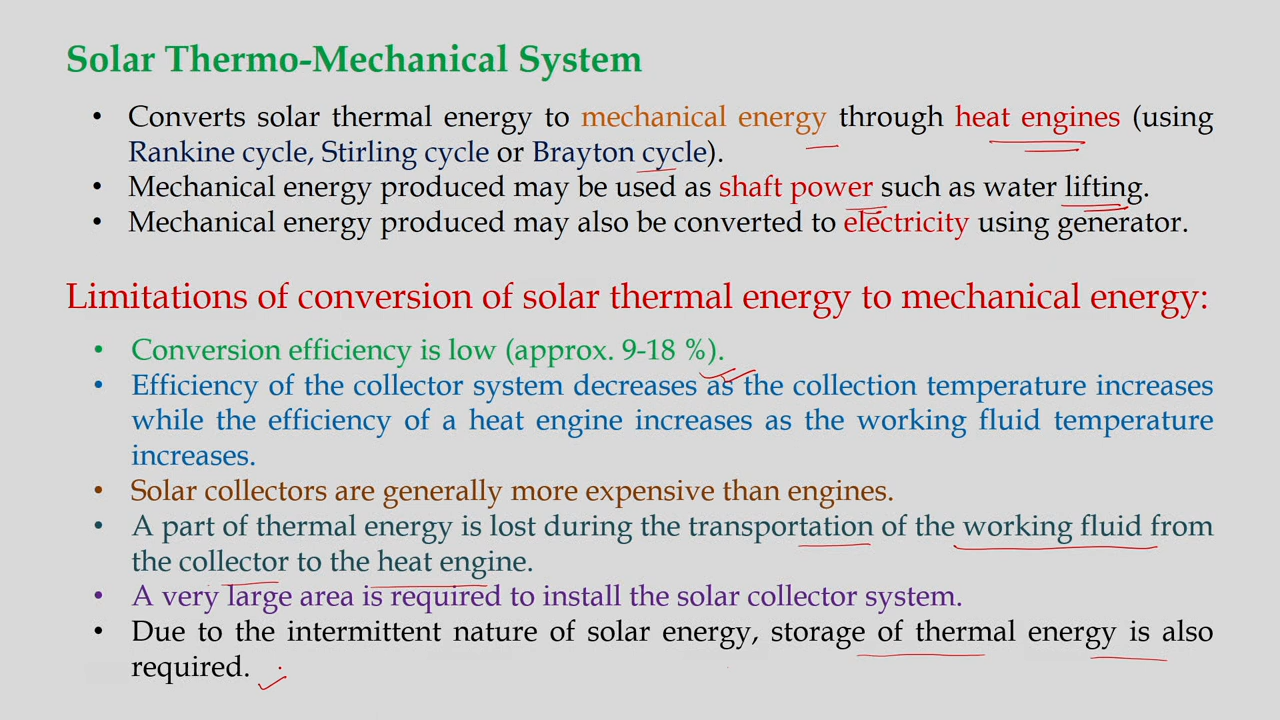 Solar Thermo-Mechanical System
• Converts solar thermal energy to mechanical energy through heat engines (using
Rankine cycle, Stirling cycle or Brayton cycle).
• Mechanical energy produced may be used as shaft power such as water lifting.
• Mechanical energy produced may also be converted to electricity using generator.
Limitations of conversion of solar thermal energy to mechanical energy:
• Conversion efficiency is low (approx. 9-18 %).
• Efficiency of the collector system decreases as the collection temperature increases
while the efficiency of a heat engine increases as the working fluid temperature
increases.
• Solar collectors are generally more expensive than engines.
• A part of thermal energy is lost during the transportation of the working fluid from
the collector to the heat engine.
• A very large area is required to install the solar collector system.
• Due to the intermittent nature of solar energy, storage of thermal energy is also
required.